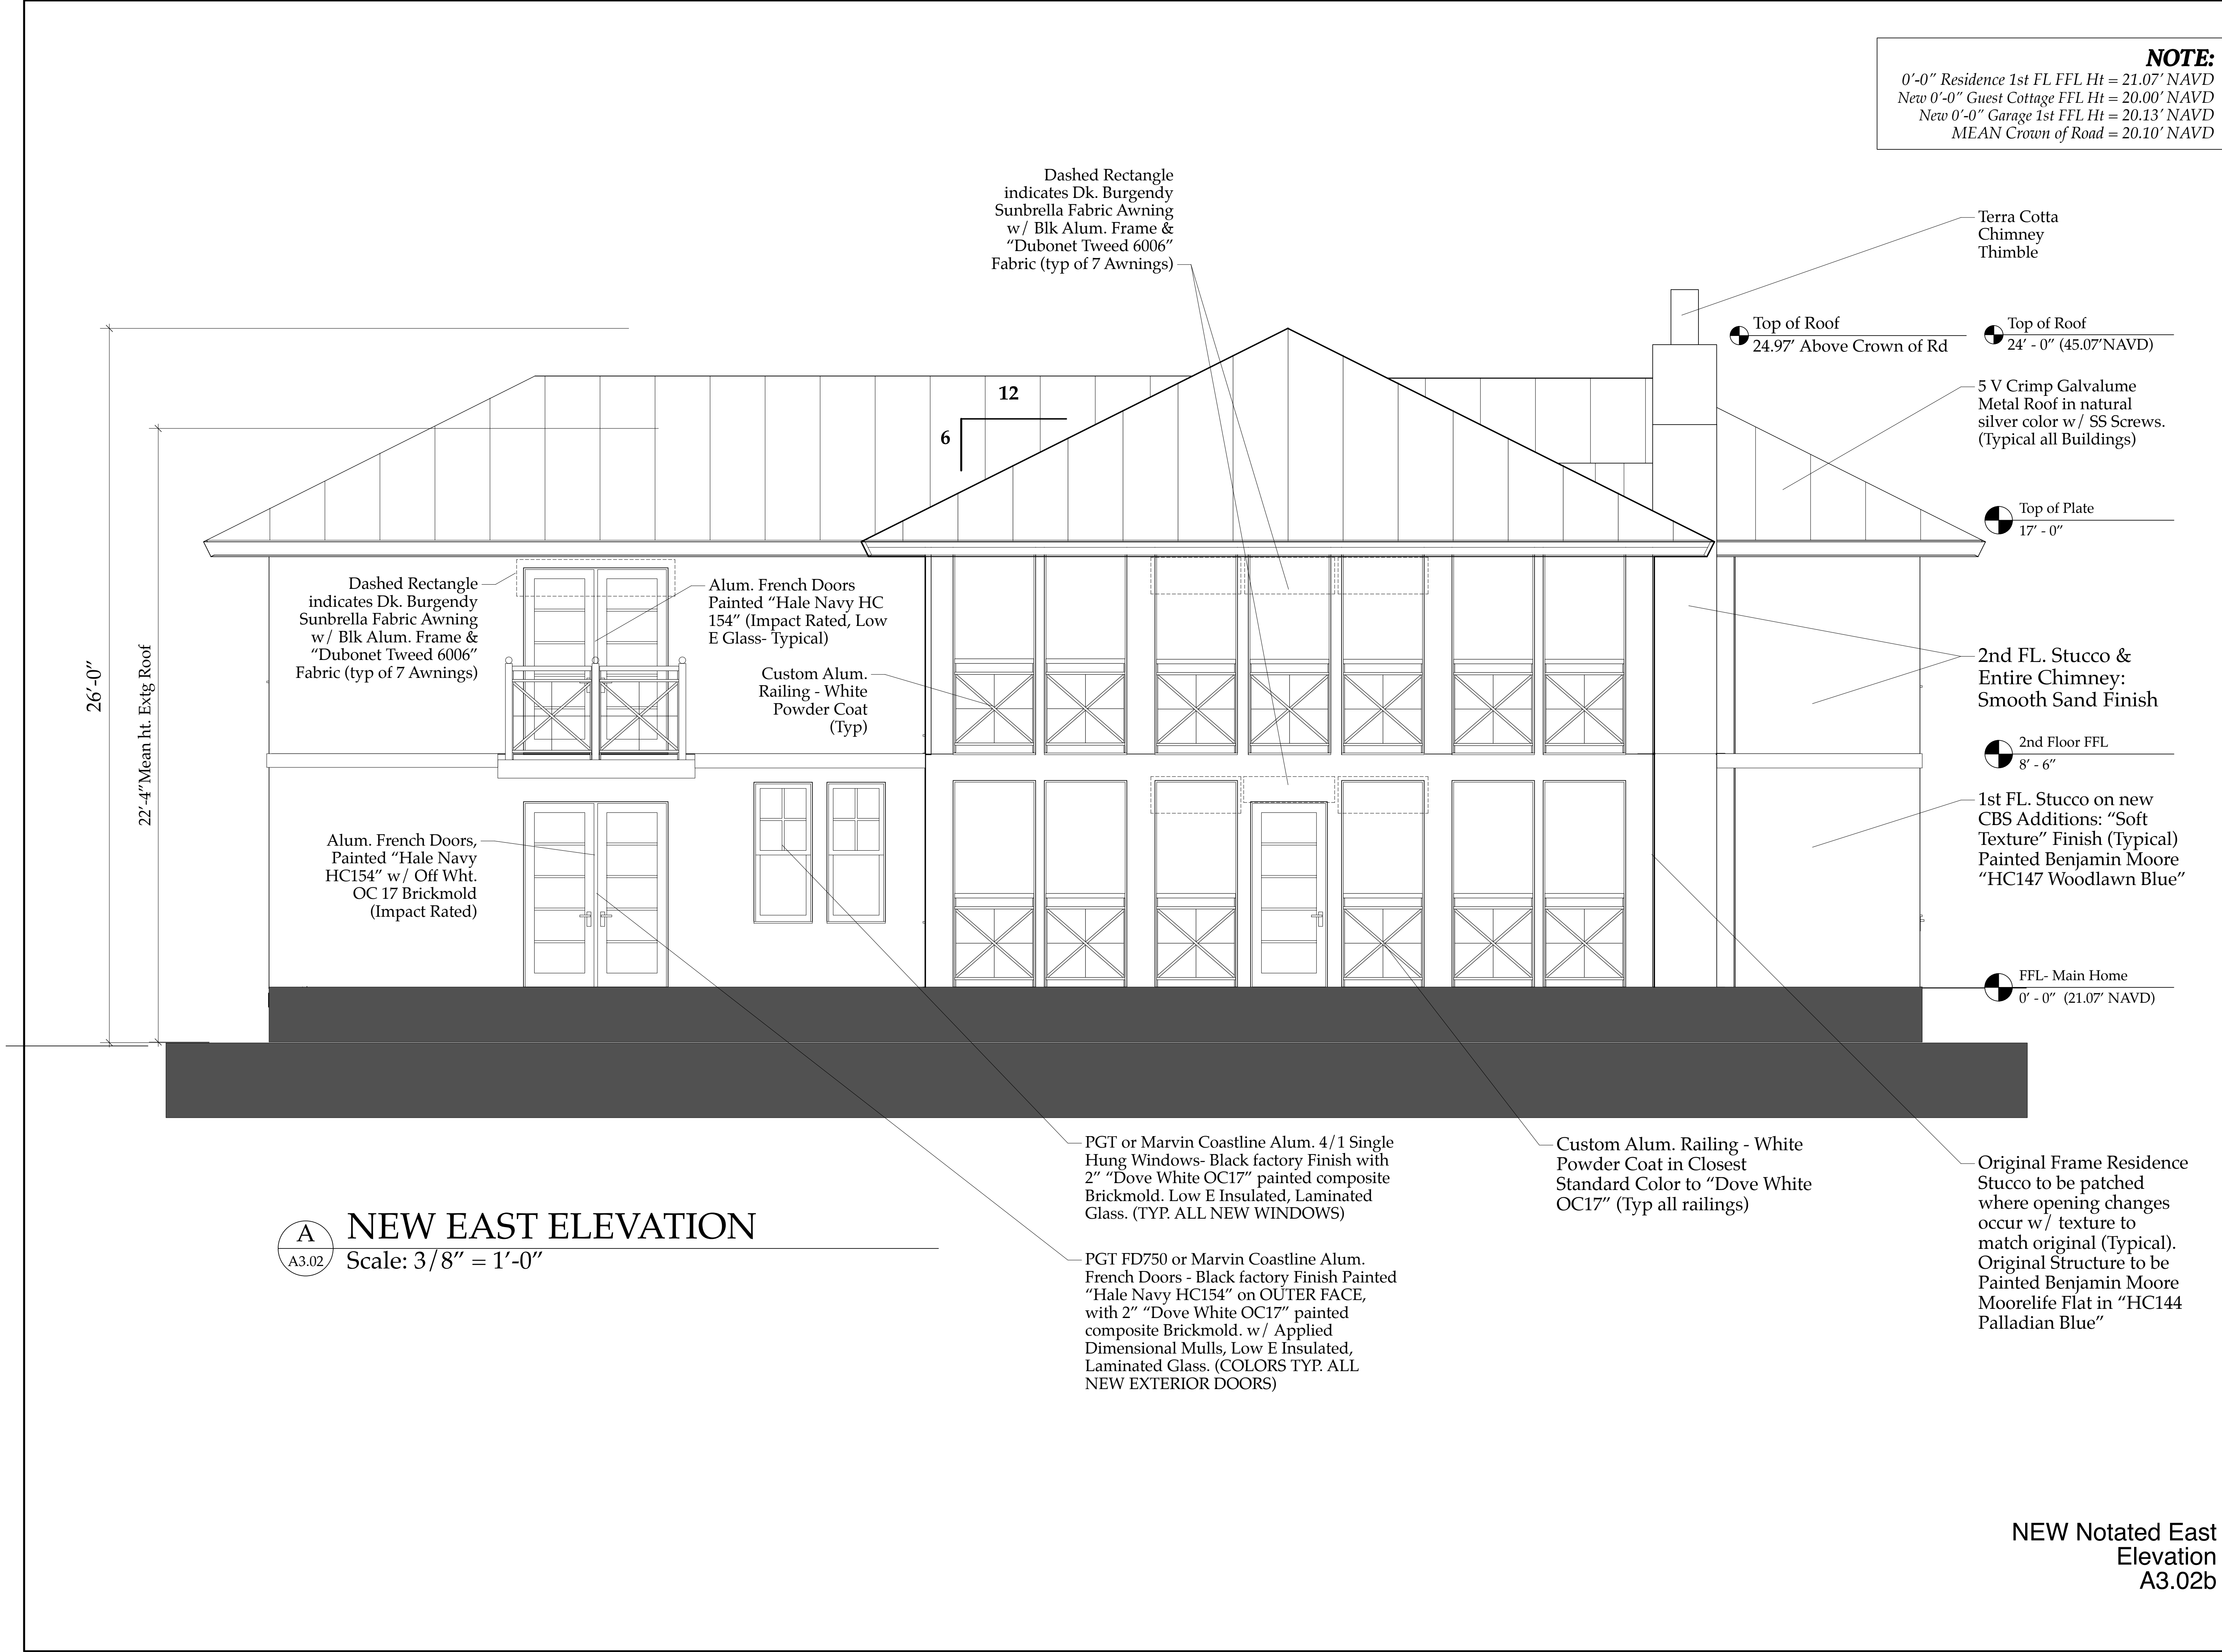 NOTE:
0'-0" Residence 1st FL FFL Ht = 21.07' NAVD
New 0'-0" Guest Cottage FFL Ht = 20.00' NAVD
New 0'-0" Garage 1st FFL Ht = 20.13' NAVD
MEAN Crown of Road = 20.10' NAVD
Dashed Rectangle
indicates Dk. Burgendy
Sunbrella Fabric Awning
w/ Blk Alum. Frame &
"Dubonet Tweed 6006"
Fabric (typ of 7 Awnings)
Terra Cotta
Chimney
Thimble
Top of Roof
24.97' Above Crown of Rd
Top of Roof
24' - 0" (45.07'NAVD)
12
6
5 V Crimp Galvalume
Metal Roof in natural
silver color w/ SS Screws.
(Typical all Buildings)
Top of Plate
17' - 0"
26'-0"
22'-4"Mean ht. Extg Roof
Dashed Rectangle
indicates Dk. Burgendy
Sunbrella Fabric Awning
w/ Blk Alum. Frame &
"Dubonet Tweed 6006"
Fabric (typ of 7 Awnings)
Alum. French Doors
Painted "Hale Navy HC
154" (Impact Rated, Low
E Glass- Typical)
Custom Alum.
Railing - White
Powder Coat
(Typ)
2nd FL. Stucco &
Entire Chimney:
Smooth Sand Finish
2nd Floor FFL
8' - 6"
1st FL. Stucco on new
CBS Additions: "Soft
Texture" Finish (Typical)
Painted Benjamin Moore
"HC147 Woodlawn Blue"
Alum. French Doors,
Painted "Hale Navy
HC154" w/ Off Wht.
OC 17 Brickmold
(Impact Rated)
FFL- Main Home
0' - 0" (21.07' NAVD)
PGT or Marvin Coastline Alum. 4/1 Single
Hung Windows- Black factory Finish with
2" "Dove White OC17" painted composite
Brickmold. Low E Insulated, Laminated
Glass. (TYP. ALL NEW WINDOWS)
Custom Alum. Railing - White
Powder Coat in Closest
Standard Color to "Dove White
OC17" (Typ all railings)
Original Frame Residence
Stucco to be patched
where opening changes
occur w/ texture to
match original (Typical).
Original Structure to be
Painted Benjamin Moore
Moorelife Flat in "HC144
Palladian Blue"
A
A3.02
NEW EAST ELEVATION
Scale: 3/8" = 1'-0"
PGT FD750 or Marvin Coastline Alum.
French Doors - Black factory Finish Painted
"Hale Navy HC154" on OUTER FACE,
with 2" "Dove White OC17" painted
composite Brickmold. w/ Applied
Dimensional Mulls, Low E Insulated,
Laminated Glass. (COLORS TYP. ALL
NEW EXTERIOR DOORS)
NEW Notated East
Elevation
A3.02b